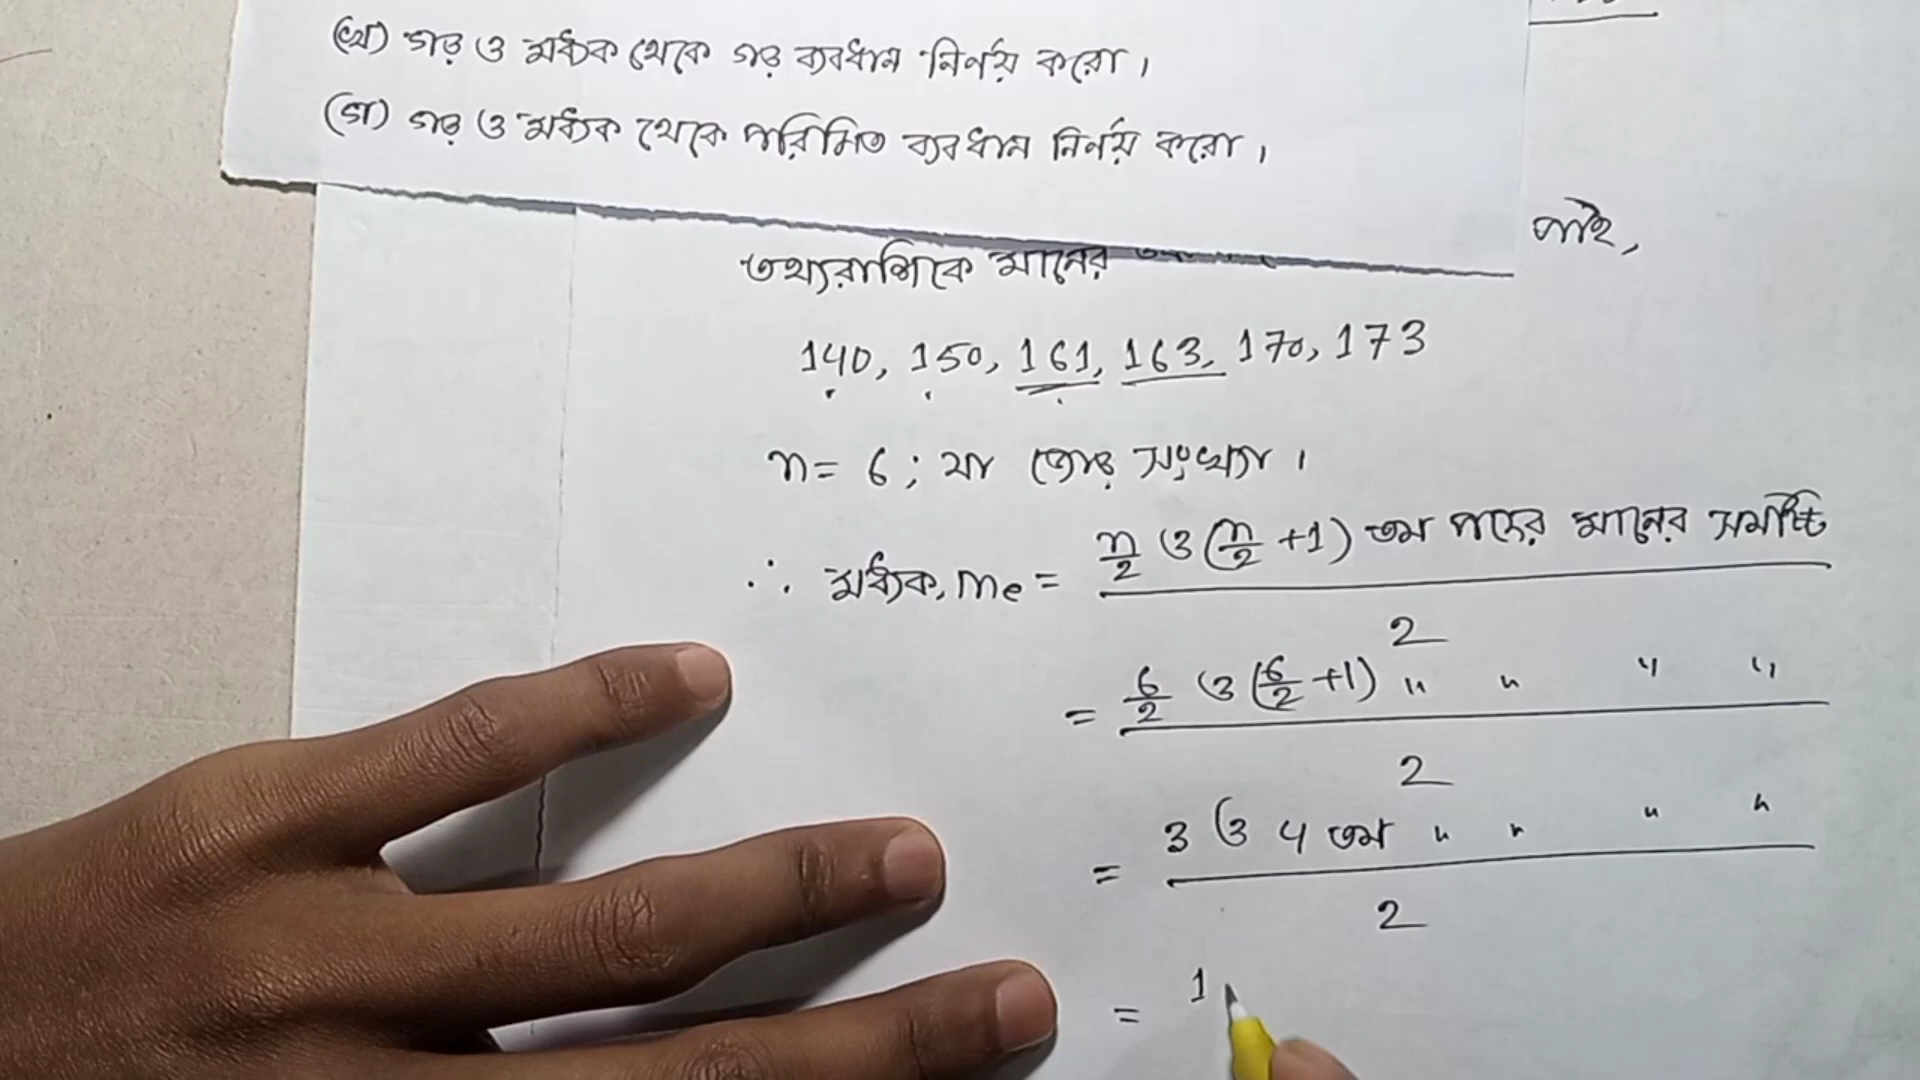 (খ) গড় ও মধ্যক থেকে গড় ব্যবধান নির্ণয় করো।
(গ) গড় ও মধ্যক থেকে পরিমিত ব্যবধান নির্ণয় করো।
পাই,
তথ্যরাশিকে মানের
140, 150, 161, 163, 170, 173
n = 6 ; যা জোড় সংখ্যা।
∴ মধ্যক, me = n/2 ও (n/2 +1) তম পদের মানের সমষ্টি / 2
= 6/2 ও (6/2 +1) " " " " / 2
= 3 ও 4 তম " " " " / 2
= 1